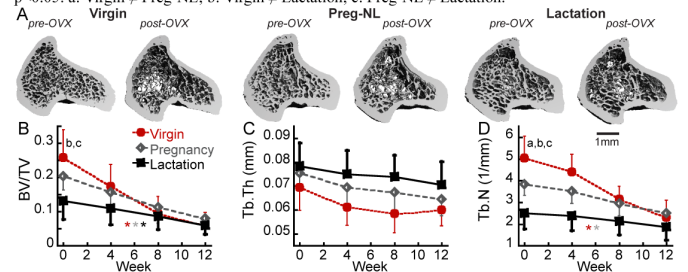 p<0.05. a: Virgin ≠ Preg-NL; b: Virgin ≠ Lactation; c: Preg-NL ≠ Lactation.
A Virgin Preg-NL Lactation
pre-OVX post-OVX pre-OVX post-OVX pre-OVX post-OVX
1mm
B
BV/TV
0.3
0.2
0.1
0
b,c
Virgin
Pregnancy
Lactation
***
0 4 8 12
Week
C
Tb.Th (mm)
0.09
0.08
0.07
0.06
0.05
0 4 8 12
Week
D
Tb.N (1/mm)
6
5
4
3
2
1
a,b,c
**
0 4 8 12
Week